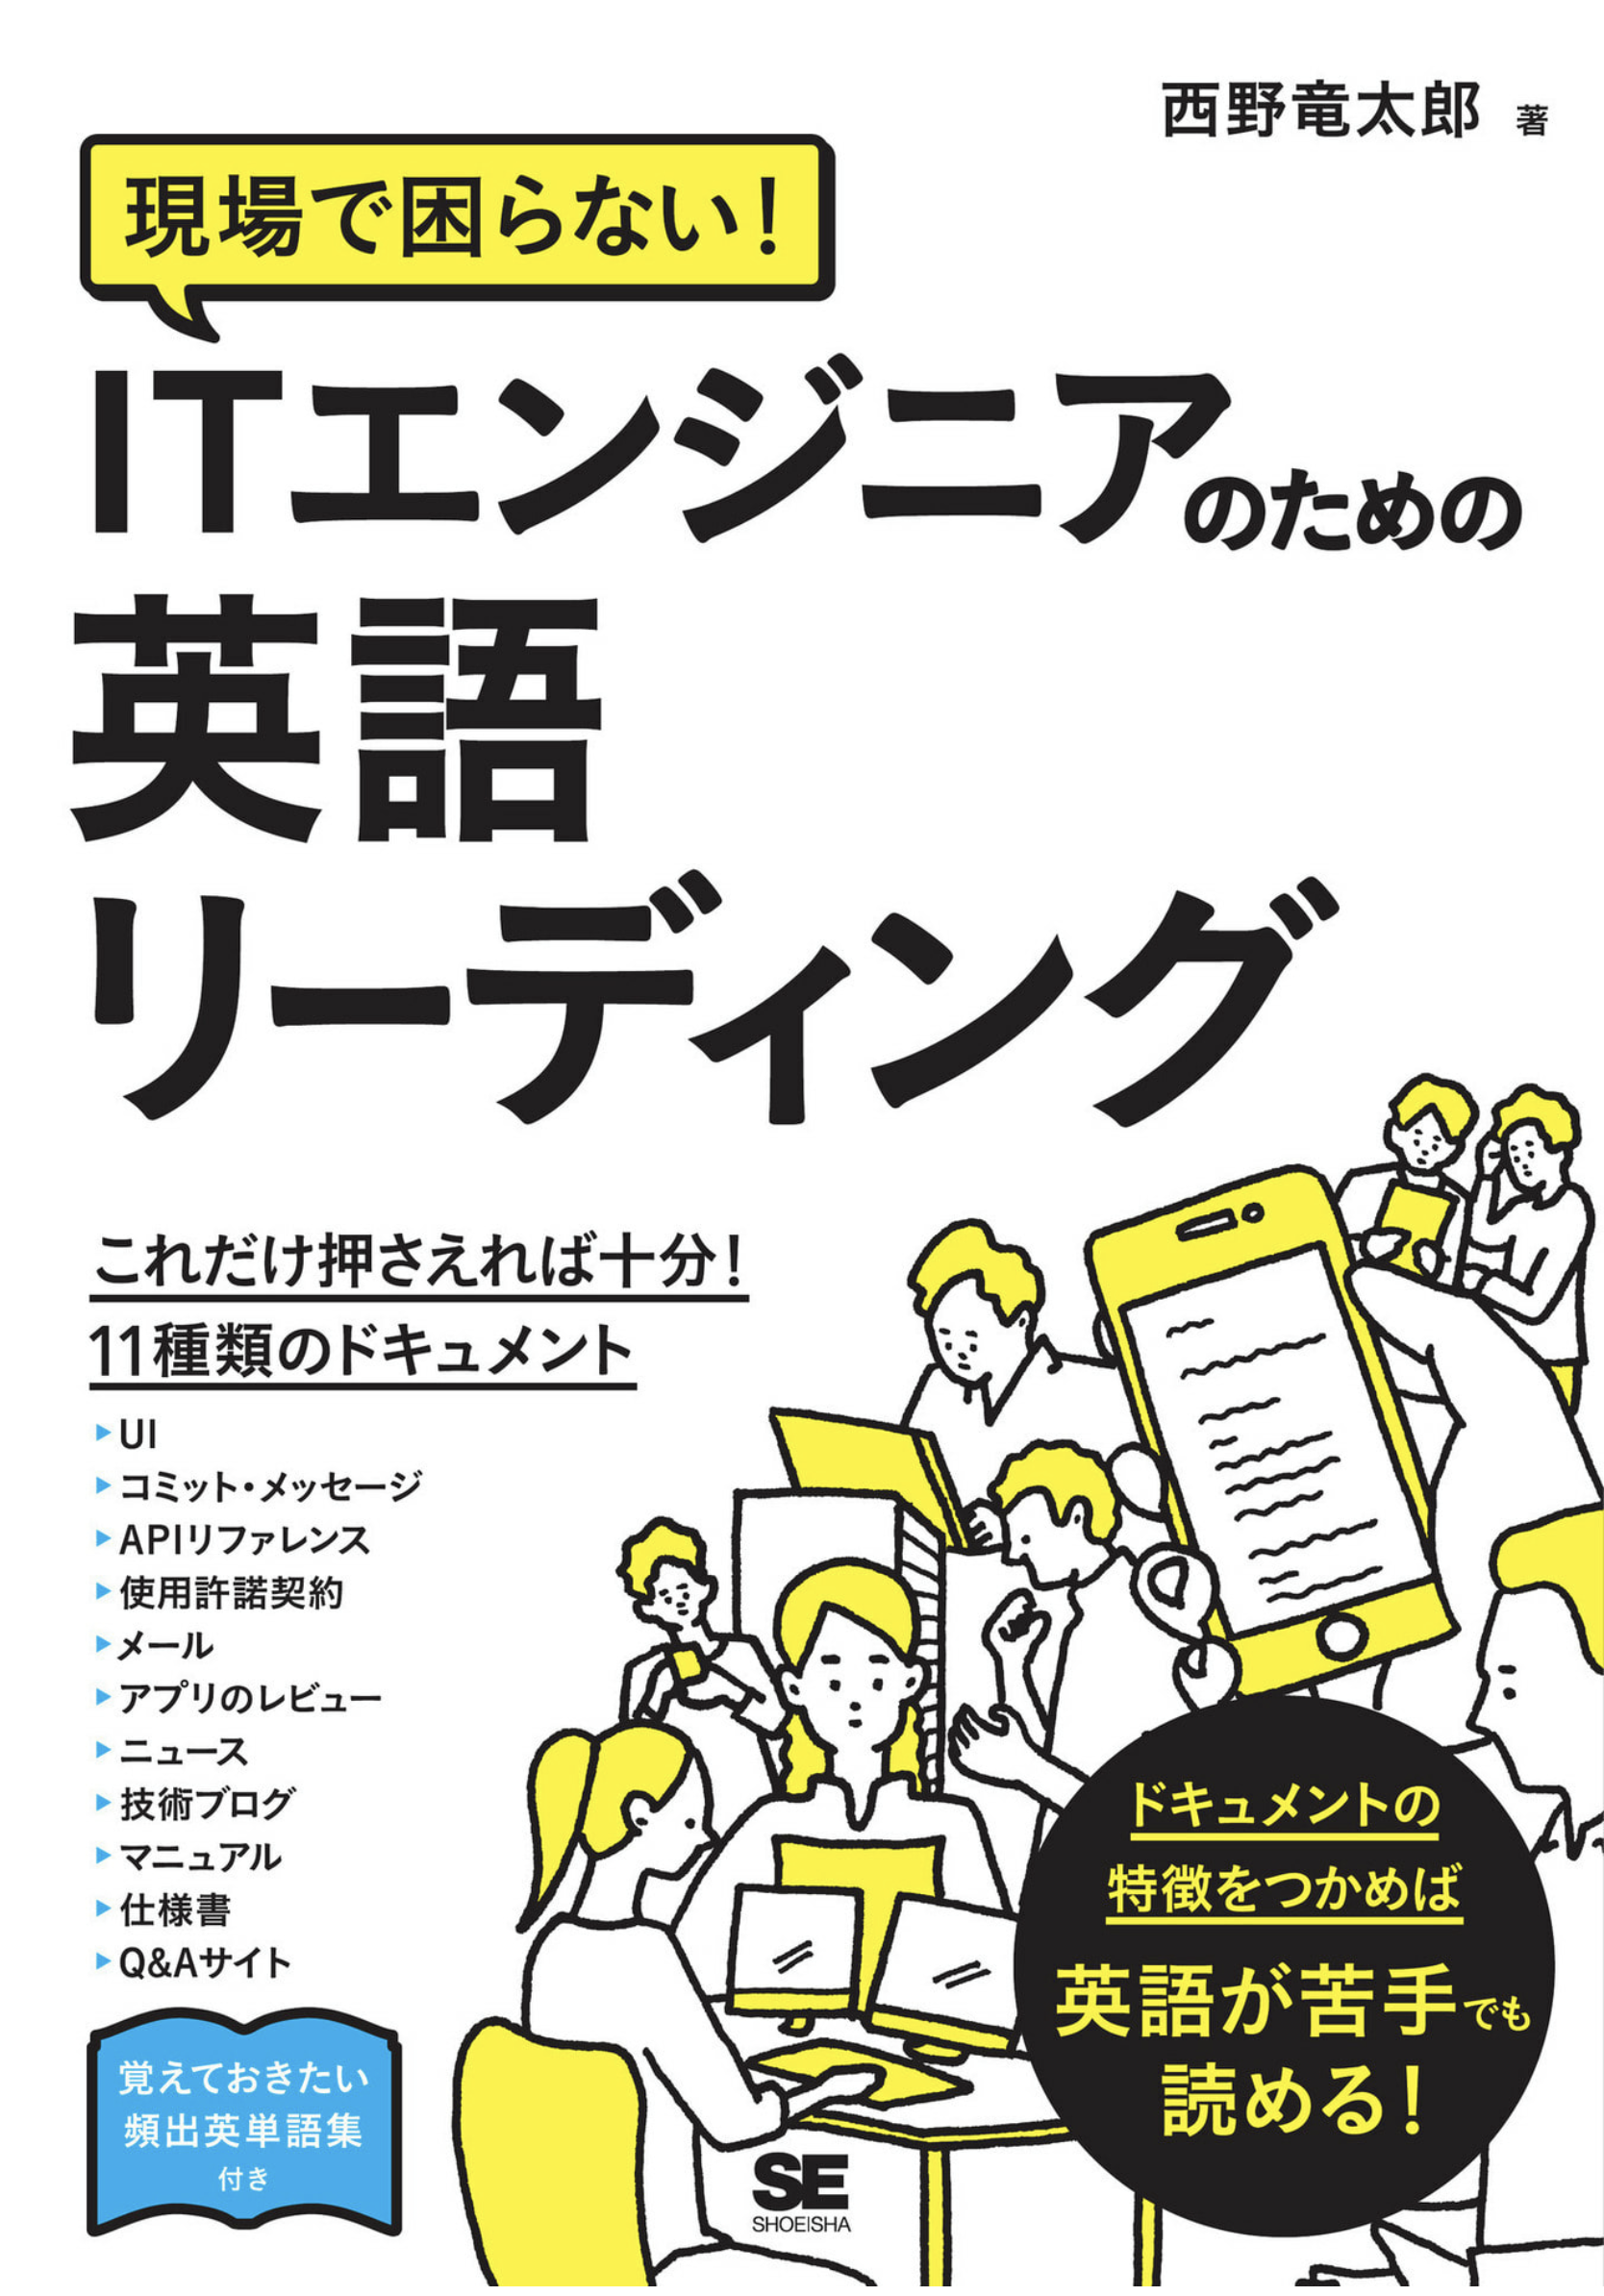 西野竜太郎 著
現場で困らない!
ITエンジニアのための
英語
リーディング
これだけ押さえれば十分!
11種類のドキュメント
▶UI
▶コミット・メッセージ
▶APIリファレンス
▶使用許諾契約
▶メール
▶アプリのレビュー
▶ニュース
▶技術ブログ
▶マニュアル
▶仕様書
▶Q&Aサイト
覚えておきたい
頻出英単語集
付き
ドキュメントの
特徴をつかめば
英語が苦手でも
読める!
SE
SHOEISHA